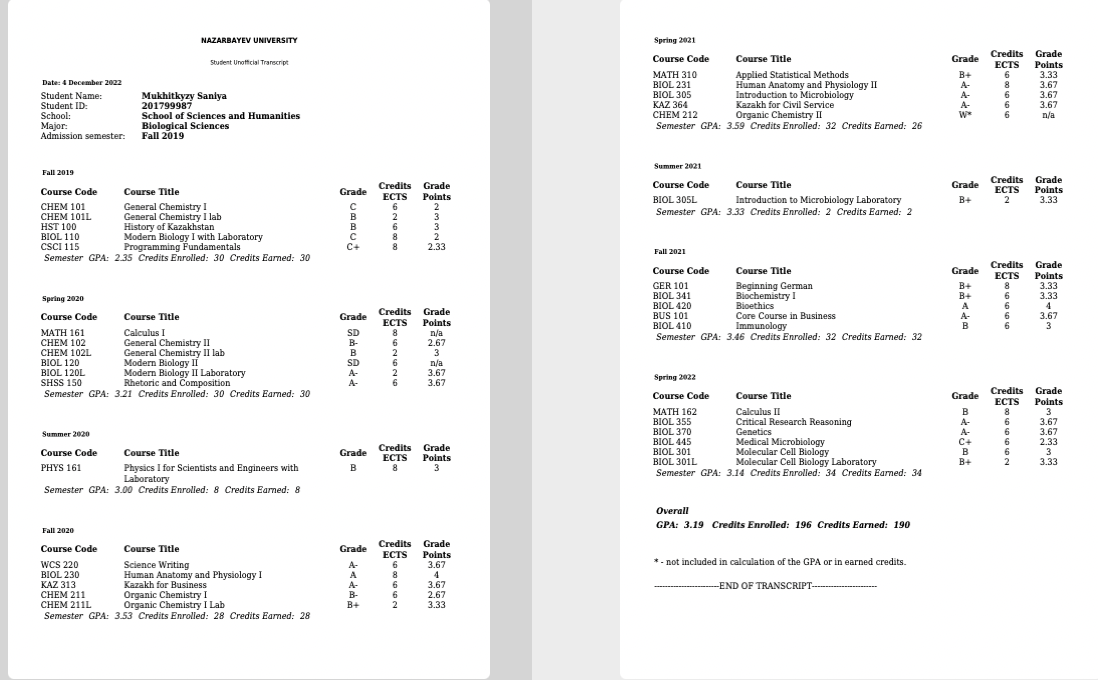 NAZARBAYEV UNIVERSITY
Student Unofficial Transcript
Date: 4 December 2022
Student Name: Mukhitkyzy Saniya
Student ID: 201799987
School: School of Sciences and Humanities
Major: Biological Sciences
Admission semester: Fall 2019
Fall 2019
Course Code Course Title Grade Credits ECTS Grade Points
CHEM 101 General Chemistry I C 6 2
CHEM 101L General Chemistry I lab B 2 3
HST 100 History of Kazakhstan B 6 3
BIOL 110 Modern Biology I with Laboratory C 8 2
CSCI 115 Programming Fundamentals C+ 8 2.33
Semester GPA: 2.35 Credits Enrolled: 30 Credits Earned: 30
Spring 2020
Course Code Course Title Grade Credits ECTS Grade Points
MATH 161 Calculus I SD 8 n/a
CHEM 102 General Chemistry II B- 6 2.67
CHEM 102L General Chemistry II lab B 2 3
BIOL 120 Modern Biology II SD 6 n/a
BIOL 120L Modern Biology II Laboratory A- 2 3.67
SHSS 150 Rhetoric and Composition A- 6 3.67
Semester GPA: 3.21 Credits Enrolled: 30 Credits Earned: 30
Summer 2020
Course Code Course Title Grade Credits ECTS Grade Points
PHYS 161 Physics I for Scientists and Engineers with B 8 3
Laboratory
Semester GPA: 3.00 Credits Enrolled: 8 Credits Earned: 8
Fall 2020
Course Code Course Title Grade Credits ECTS Grade Points
WCS 220 Science Writing A- 6 3.67
BIOL 230 Human Anatomy and Physiology I A 8 4
KAZ 313 Kazakh for Business A- 6 3.67
CHEM 211 Organic Chemistry I B- 6 2.67
CHEM 211L Organic Chemistry I Lab B+ 2 3.33
Semester GPA: 3.53 Credits Enrolled: 28 Credits Earned: 28
Spring 2021
Course Code Course Title Grade Credits ECTS Grade Points
MATH 310 Applied Statistical Methods B+ 6 3.33
BIOL 231 Human Anatomy and Physiology II A- 8 3.67
BIOL 305 Introduction to Microbiology A- 6 3.67
KAZ 364 Kazakh for Civil Service A- 6 3.67
CHEM 212 Organic Chemistry II W* 6 n/a
Semester GPA: 3.59 Credits Enrolled: 32 Credits Earned: 26
Summer 2021
Course Code Course Title Grade Credits ECTS Grade Points
BIOL 305L Introduction to Microbiology Laboratory B+ 2 3.33
Semester GPA: 3.33 Credits Enrolled: 2 Credits Earned: 2
Fall 2021
Course Code Course Title Grade Credits ECTS Grade Points
GER 101 Beginning German B+ 8 3.33
BIOL 341 Biochemistry I B+ 6 3.33
BIOL 420 Bioethics A 6 4
BUS 101 Core Course in Business A- 6 3.67
BIOL 410 Immunology B 6 3
Semester GPA: 3.46 Credits Enrolled: 32 Credits Earned: 32
Spring 2022
Course Code Course Title Grade Credits ECTS Grade Points
MATH 162 Calculus II B 8 3
BIOL 355 Critical Research Reasoning A- 6 3.67
BIOL 370 Genetics A- 6 3.67
BIOL 445 Medical Microbiology C+ 6 2.33
BIOL 301 Molecular Cell Biology B 6 3
BIOL 301L Molecular Cell Biology Laboratory B+ 2 3.33
Semester GPA: 3.14 Credits Enrolled: 34 Credits Earned: 34
Overall
GPA: 3.19 Credits Enrolled: 196 Credits Earned: 190
* - not included in calculation of the GPA or in earned credits.
------------------------END OF TRANSCRIPT------------------------